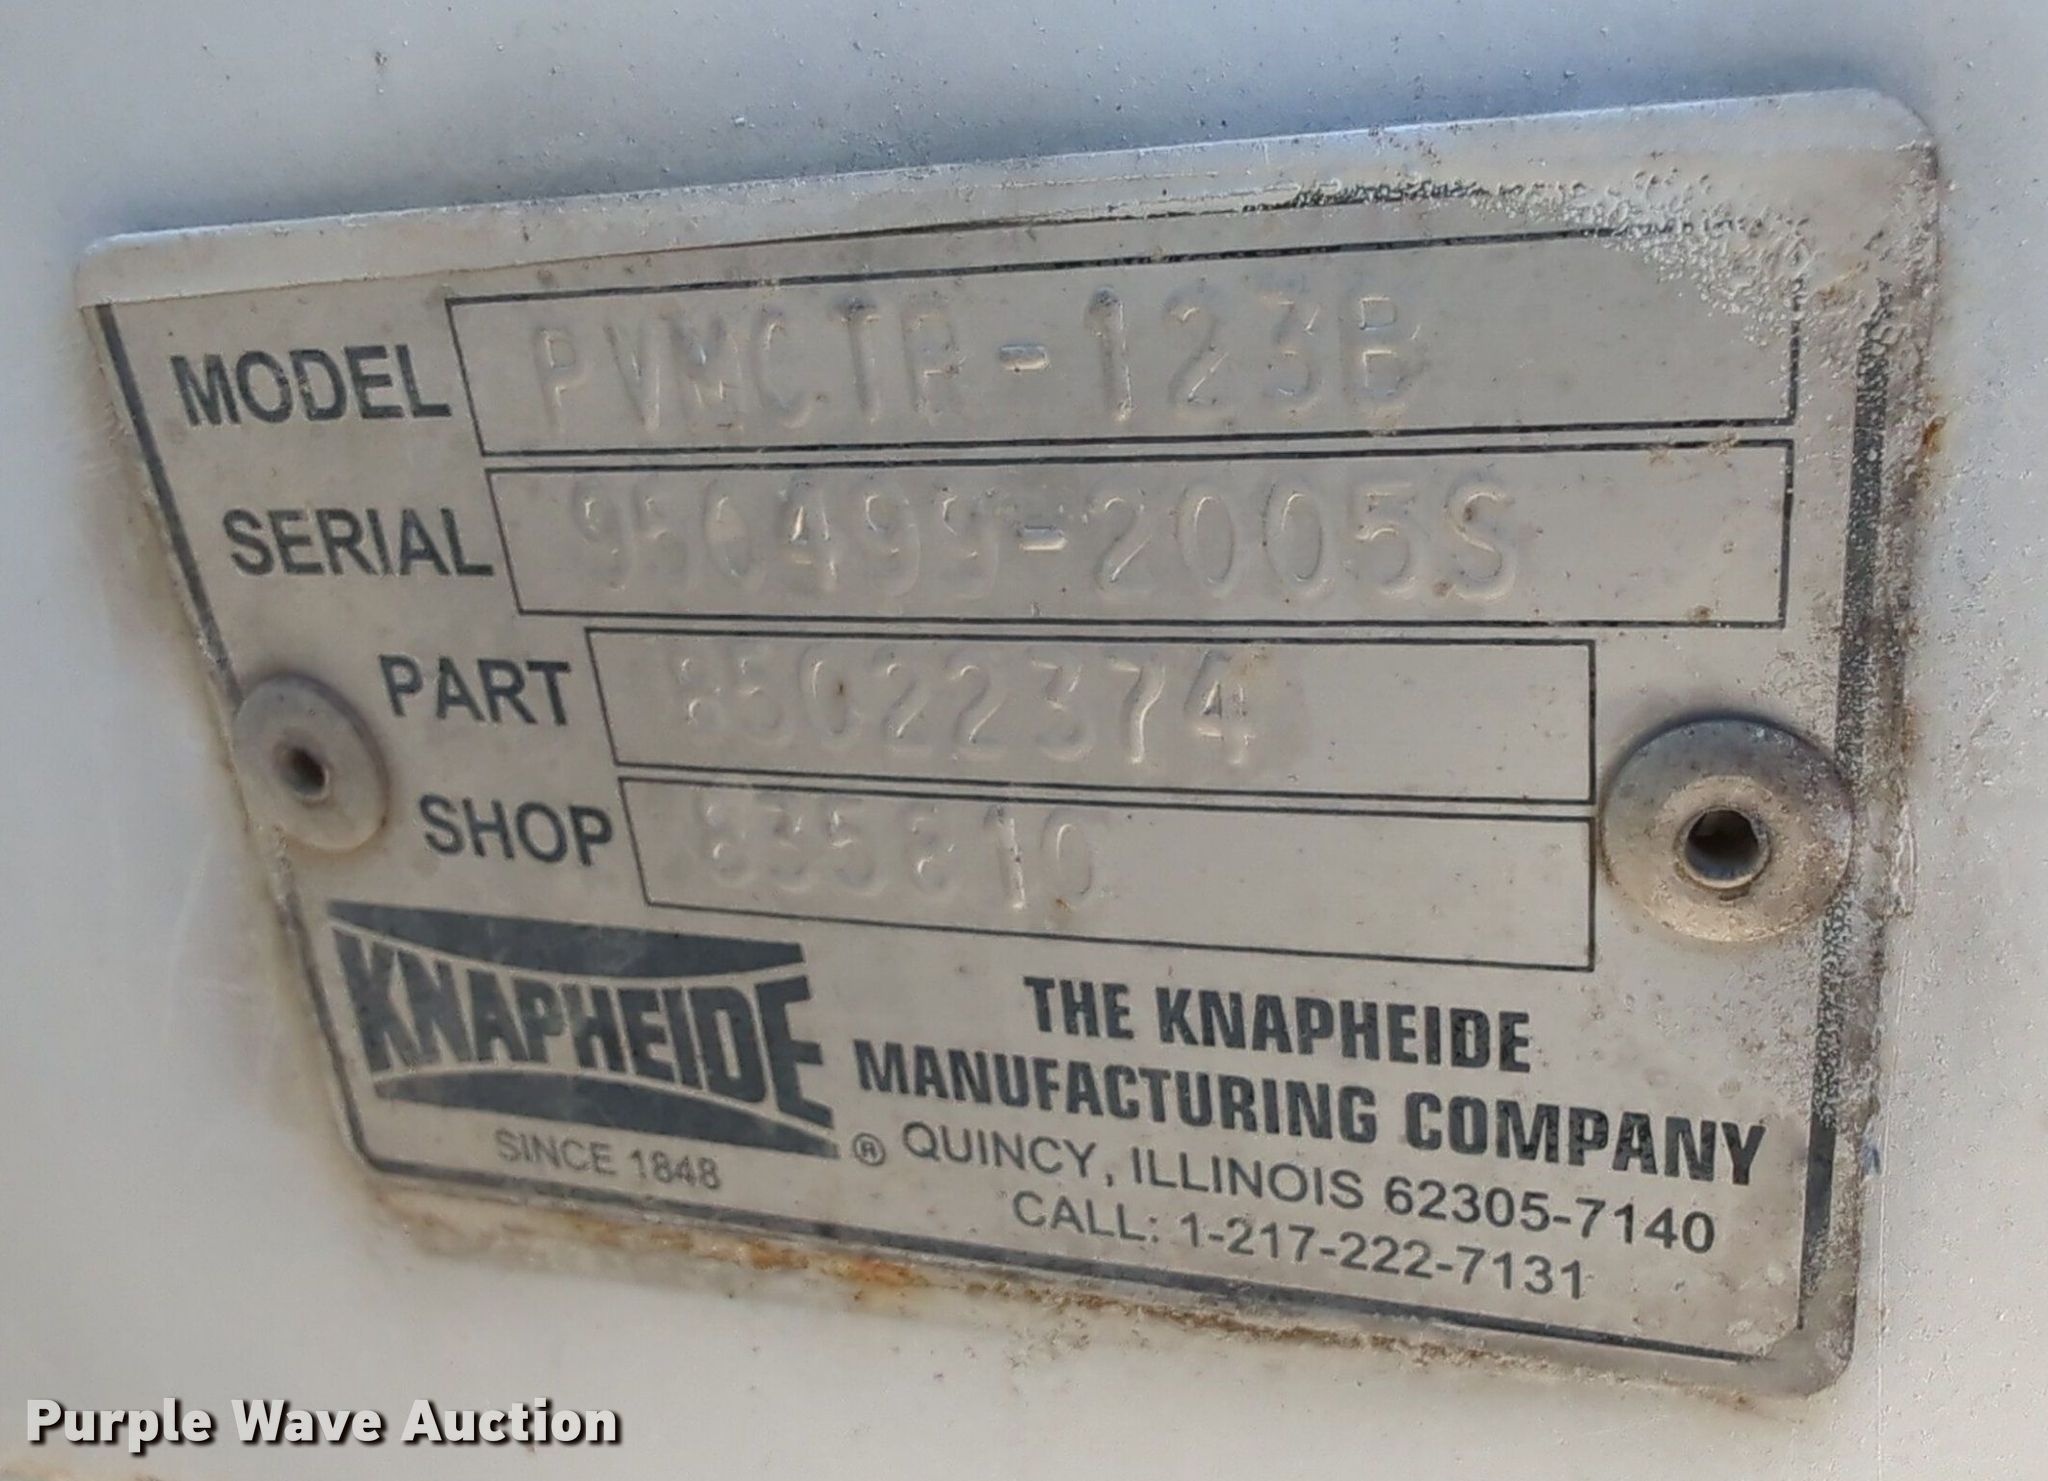 MODEL PVMCTR-123B
SERIAL 950499-2005S
PART 85022374
SHOP 835810
KNAPHEIDE ®
SINCE 1848
THE KNAPHEIDE
MANUFACTURING COMPANY
QUINCY, ILLINOIS 62305-7140
CALL: 1-217-222-7131
Purple Wave Auction